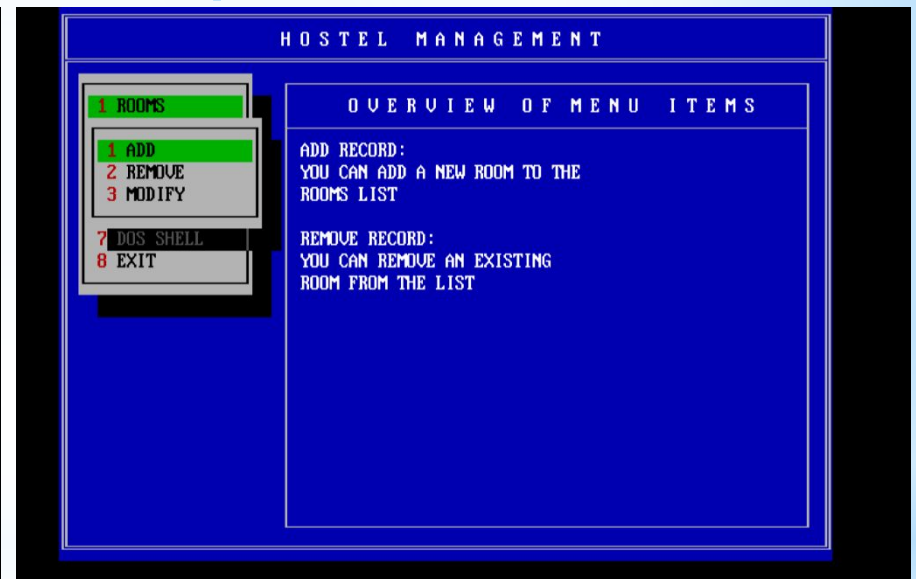 HOSTEL MANAGEMENT
1 ROOMS
1 ADD
2 REMOVE
3 MODIFY
7 DOS SHELL
8 EXIT
OVERVIEW OF MENU ITEMS
ADD RECORD:
YOU CAN ADD A NEW ROOM TO THE
ROOMS LIST
REMOVE RECORD:
YOU CAN REMOVE AN EXISTING
ROOM FROM THE LIST